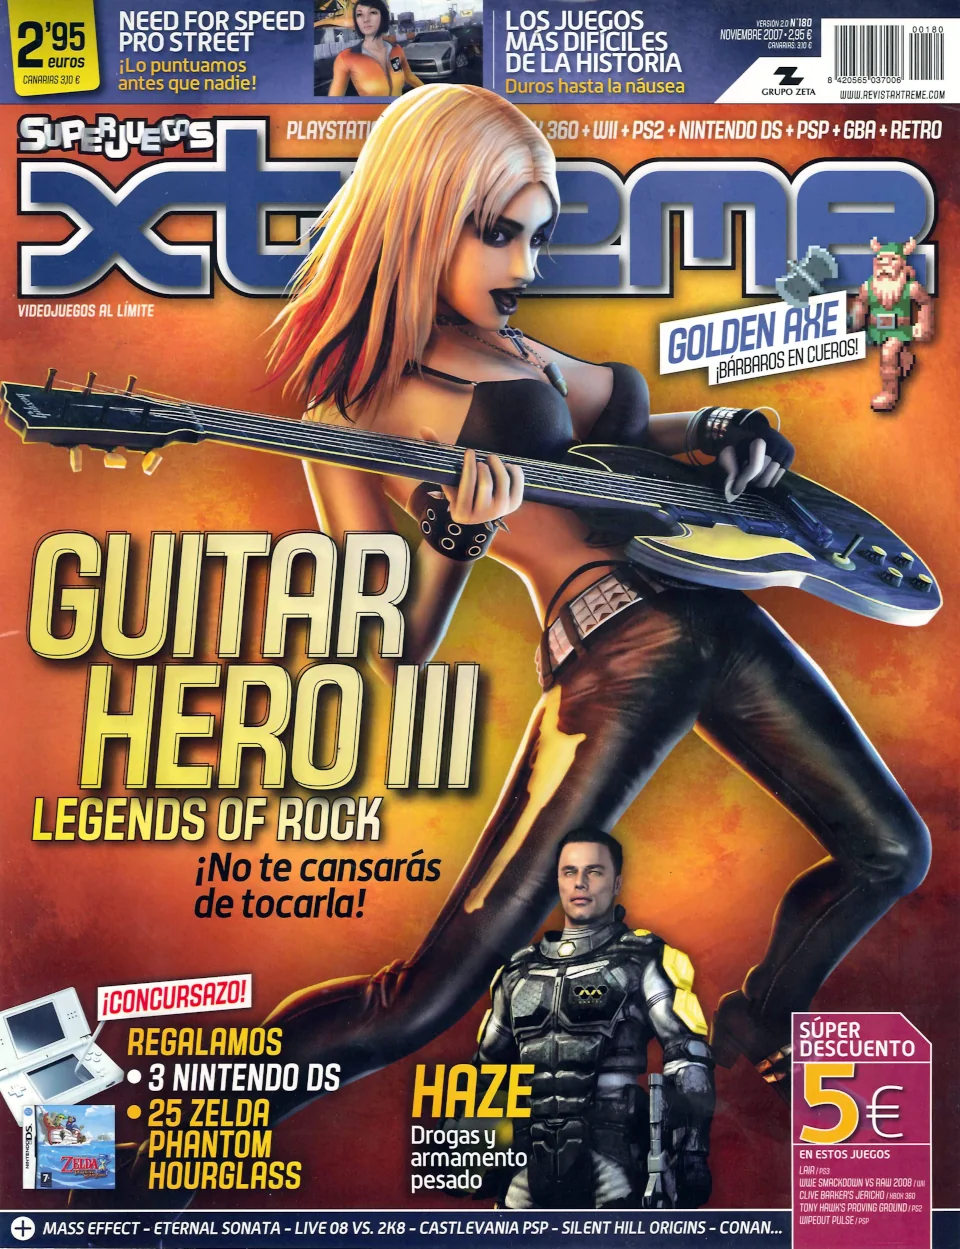 2'95
euros
CANARIAS 3,10 €
NEED FOR SPEED
PRO STREET
¡Lo puntuamos
antes que nadie!
LOS JUEGOS
MÁS DIFÍCILES
DE LA HISTORIA
Duros hasta la náusea
VERSIÓN 2.0 Nº180
NOVIEMBRE 2007 • 2,95 €
CANARIAS: 3,10 €
GRUPO ZETA
00180
8 420565 037006
WWW.REVISTAXTREME.COM
SUPERJUEGOS
PLAYSTATI 360 + WII + PS2 + NINTENDO DS + PSP + GBA + RETRO
xtreme
VIDEOJUEGOS AL LÍMITE
GOLDEN AXE
¡BÁRBAROS EN CUEROS!
GUITAR
HERO III
LEGENDS OF ROCK
¡No te cansarás
de tocarla!
¡CONCURSAZO!
REGALAMOS
• 3 NINTENDO DS
• 25 ZELDA
PHANTOM
HOURGLASS
NINTENDO DS
ZELDA
7+
HAZE
Drogas y
armamento
pesado
SÚPER
DESCUENTO
5€
EN ESTOS JUEGOS
LAIR / PS3
WWE SMACKDOWN VS RAW 2008 / WII
CLIVE BARKER'S JERICHO / XBOX 360
TONY HAWK'S PROVING GROUND / PS2
WIPEOUT PULSE / PSP
+ MASS EFFECT - ETERNAL SONATA - LIVE 08 VS. 2K8 - CASTLEVANIA PSP - SILENT HILL ORIGINS - CONAN...